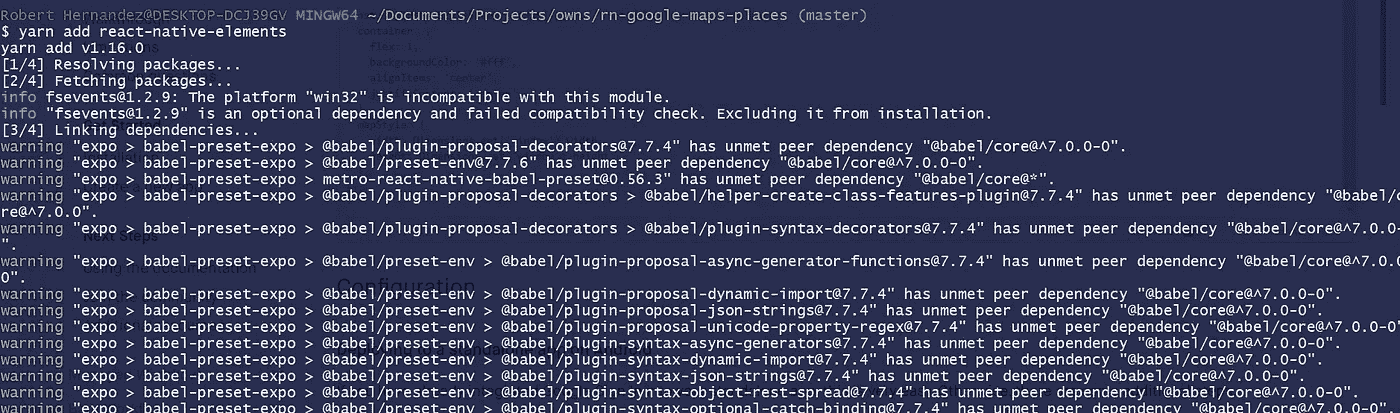 Robert Hernandez@DESKTOP-DCJ39GV MINGW64 ~/Documents/Projects/owns/rn-google-maps-places (master)
$ yarn add react-native-elements
yarn add v1.16.0
[1/4] Resolving packages...
[2/4] Fetching packages...
info fsevents@1.2.9: The platform "win32" is incompatible with this module.
info "fsevents@1.2.9" is an optional dependency and failed compatibility check. Excluding it from installation.
[3/4] Linking dependencies...
warning "expo > babel-preset-expo > @babel/plugin-proposal-decorators@7.7.4" has unmet peer dependency "@babel/core@^7.0.0-0".
warning "expo > babel-preset-expo > @babel/preset-env@7.7.6" has unmet peer dependency "@babel/core@^7.0.0-0".
warning "expo > babel-preset-expo > metro-react-native-babel-preset@0.56.3" has unmet peer dependency "@babel/core@*".
warning "expo > babel-preset-expo > @babel/plugin-proposal-decorators > @babel/helper-create-class-features-plugin@7.7.4" has unmet peer dependency "@babel/co
re@^7.0.0".
warning "expo > babel-preset-expo > @babel/plugin-proposal-decorators > @babel/plugin-syntax-decorators@7.7.4" has unmet peer dependency "@babel/core@^7.0.0-
".
warning "expo > babel-preset-expo > @babel/preset-env > @babel/plugin-proposal-async-generator-functions@7.7.4" has unmet peer dependency "@babel/core@^7.0.
0".
warning "expo > babel-preset-expo > @babel/preset-env > @babel/plugin-proposal-dynamic-import@7.7.4" has unmet peer dependency "@babel/core@^7.0.0-0".
warning "expo > babel-preset-expo > @babel/preset-env > @babel/plugin-proposal-json-strings@7.7.4" has unmet peer dependency "@babel/core@^7.0.0-0".
warning "expo > babel-preset-expo > @babel/preset-env > @babel/plugin-proposal-unicode-property-regex@7.7.4" has unmet peer dependency "@babel/core@^7.0.0
warning "expo > babel-preset-expo > @babel/preset-env > @babel/plugin-syntax-async-generators@7.7.4" has unmet peer dependency "@babel/core@^7.0.0-0".
warning "expo > babel-preset-expo > @babel/preset-env > @babel/plugin-syntax-dynamic-import@7.7.4" has unmet peer dependency "@babel/core@^7.0.0-0".
warning "expo > babel-preset-expo > @babel/preset-env > @babel/plugin-syntax-json-strings@7.7.4" has unmet peer dependency "@babel/core@^7.0.0-0".
warning "expo > babel-preset-expo > @babel/preset-env > @babel/plugin-syntax-object-rest-spread@7.7.4" has unmet peer dependency "@babel/core@^7.0.0-0".
warning "expo > babel-preset-expo > @babel/preset-env > @babel/plugin-syntax-optional-catch-binding@7.7.4" has unmet peer dependency "@babel/core@^7.0.0-0".
container: {
flex: 1,
backgroundColor: '#fff',
alignItems: 'center',
Next Steps
Using the documentation
Configuration